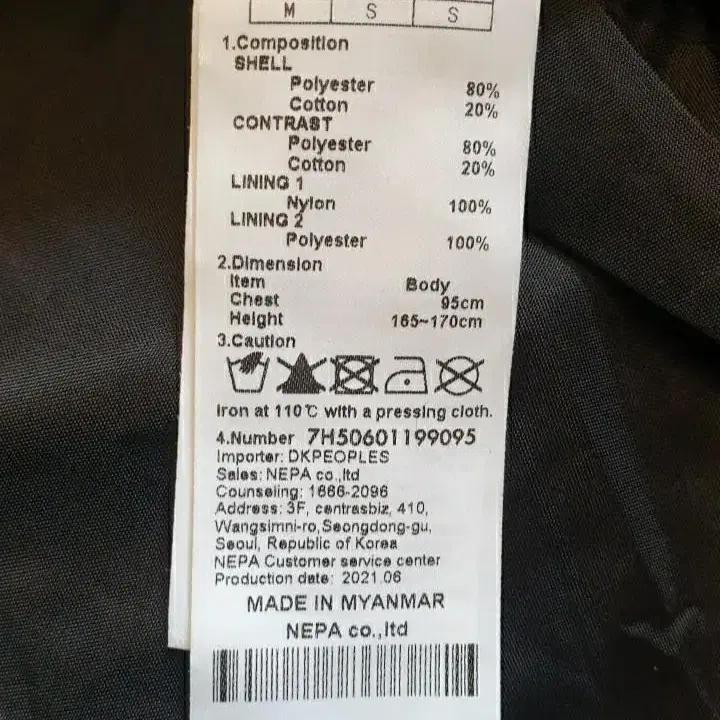 M S S
1.Composition
SHELL
Polyester 80%
Cotton 20%
CONTRAST
Polyester 80%
Cotton 20%
LINING 1
Nylon 100%
LINING 2
Polyester 100%
2.Dimension
Item Body
Chest 95cm
Height 165~170cm
3.Caution
Iron at 110℃ with a pressing cloth.
4.Number 7H50601199095
Importer: DKPEOPLES
Sales: NEPA co.,ltd
Counseling: 1666-2096
Address: 3F, centrasbiz, 410,
Wangsimni-ro,Seongdong-gu,
Seoul, Republic of Korea
NEPA Customer service center
Production date: 2021.06
MADE IN MYANMAR
NEPA co.,ltd